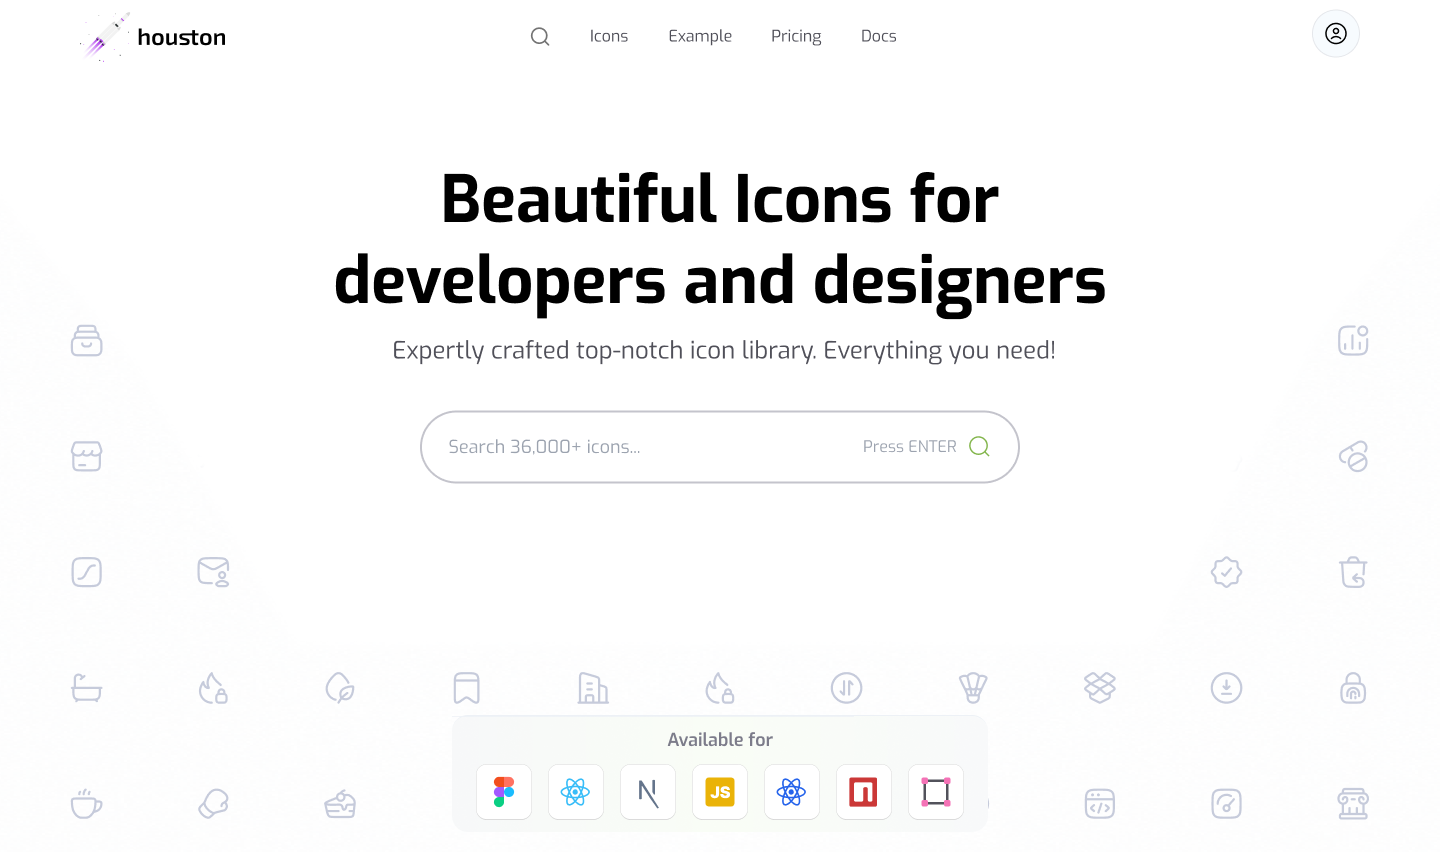 houston
Icons
Example
Pricing
Docs
Beautiful Icons for
developers and designers
Expertly crafted top-notch icon library. Everything you need!
Search 36,000+ icons...
Press ENTER
Available for
JS